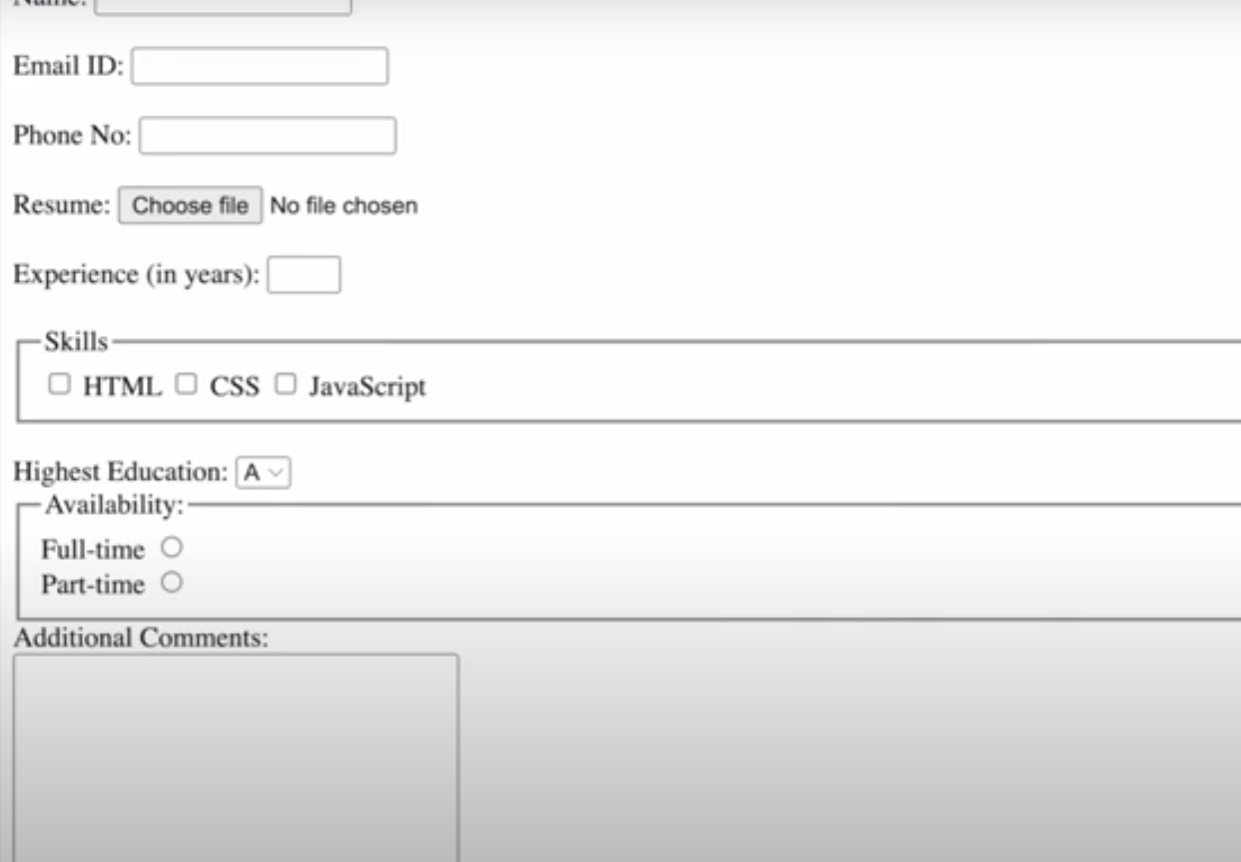 Name:
Email ID:
Phone No:
Resume: Choose file No file chosen
Experience (in years):
Skills
HTML CSS JavaScript
Highest Education: A
Availability:
Full-time
Part-time
Additional Comments: